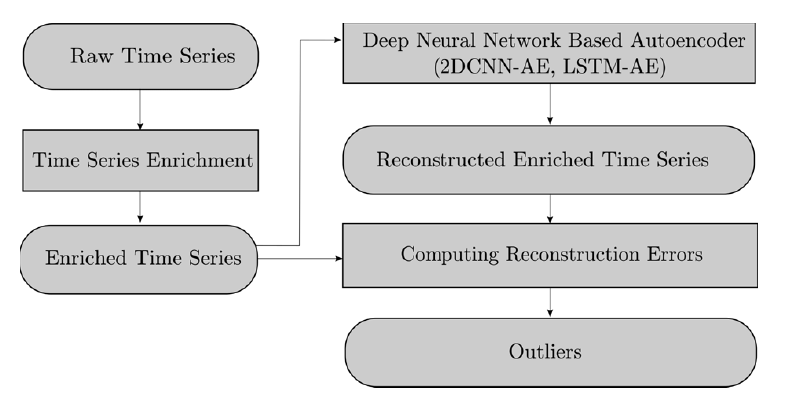 Raw Time Series
Time Series Enrichment
Enriched Time Series
Deep Neural Network Based Autoencoder
(2DCNN-AE, LSTM-AE)
Reconstructed Enriched Time Series
Computing Reconstruction Errors
Outliers